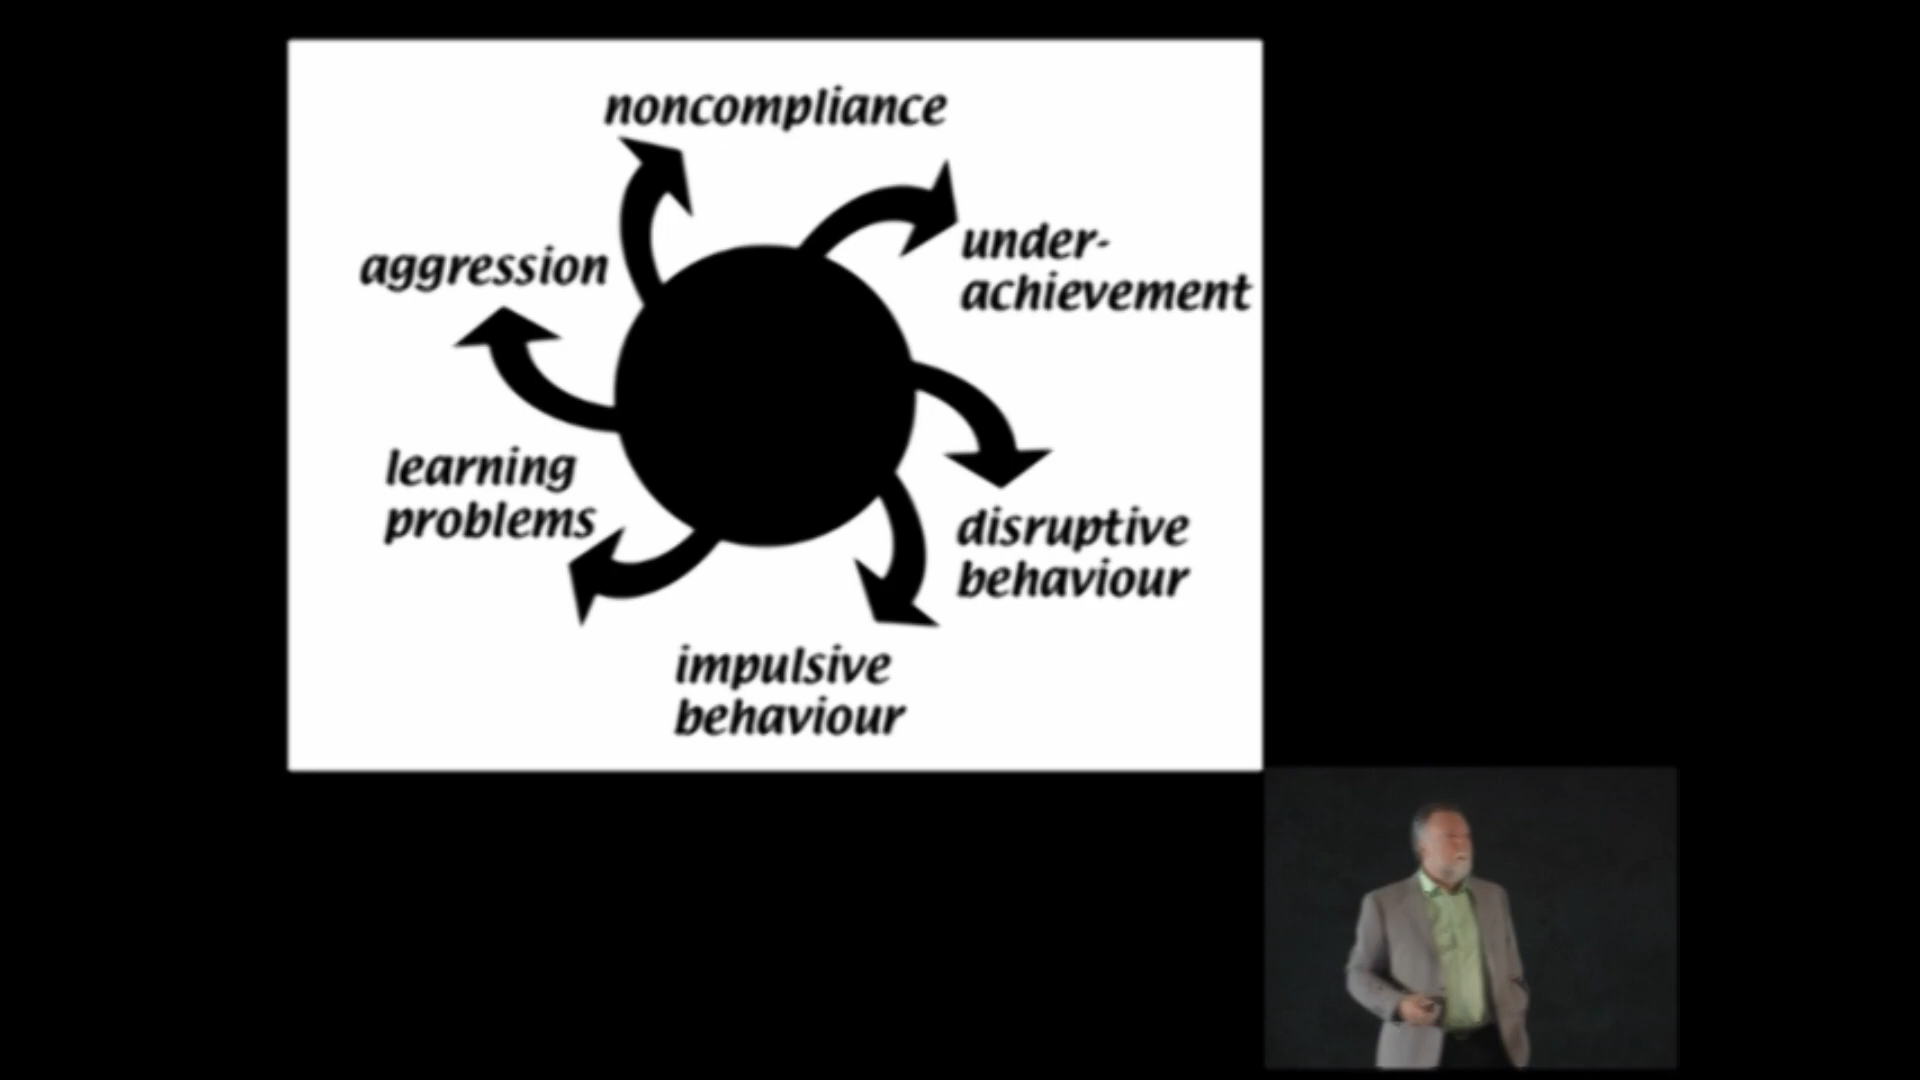 noncompliance
under-
achievement
disruptive
behaviour
impulsive
behaviour
learning
problems
aggression